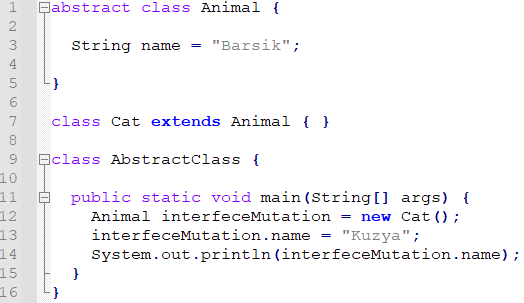 1 abstract class Animal {
2
3 String name = "Barsik";
4
5 }
6
7 class Cat extends Animal { }
8
9 class AbstractClass {
10
11 public static void main(String[] args) {
12 Animal interfeceMutation = new Cat();
13 interfeceMutation.name = "Kuzya";
14 System.out.println(interfeceMutation.name);
15 }
16 }